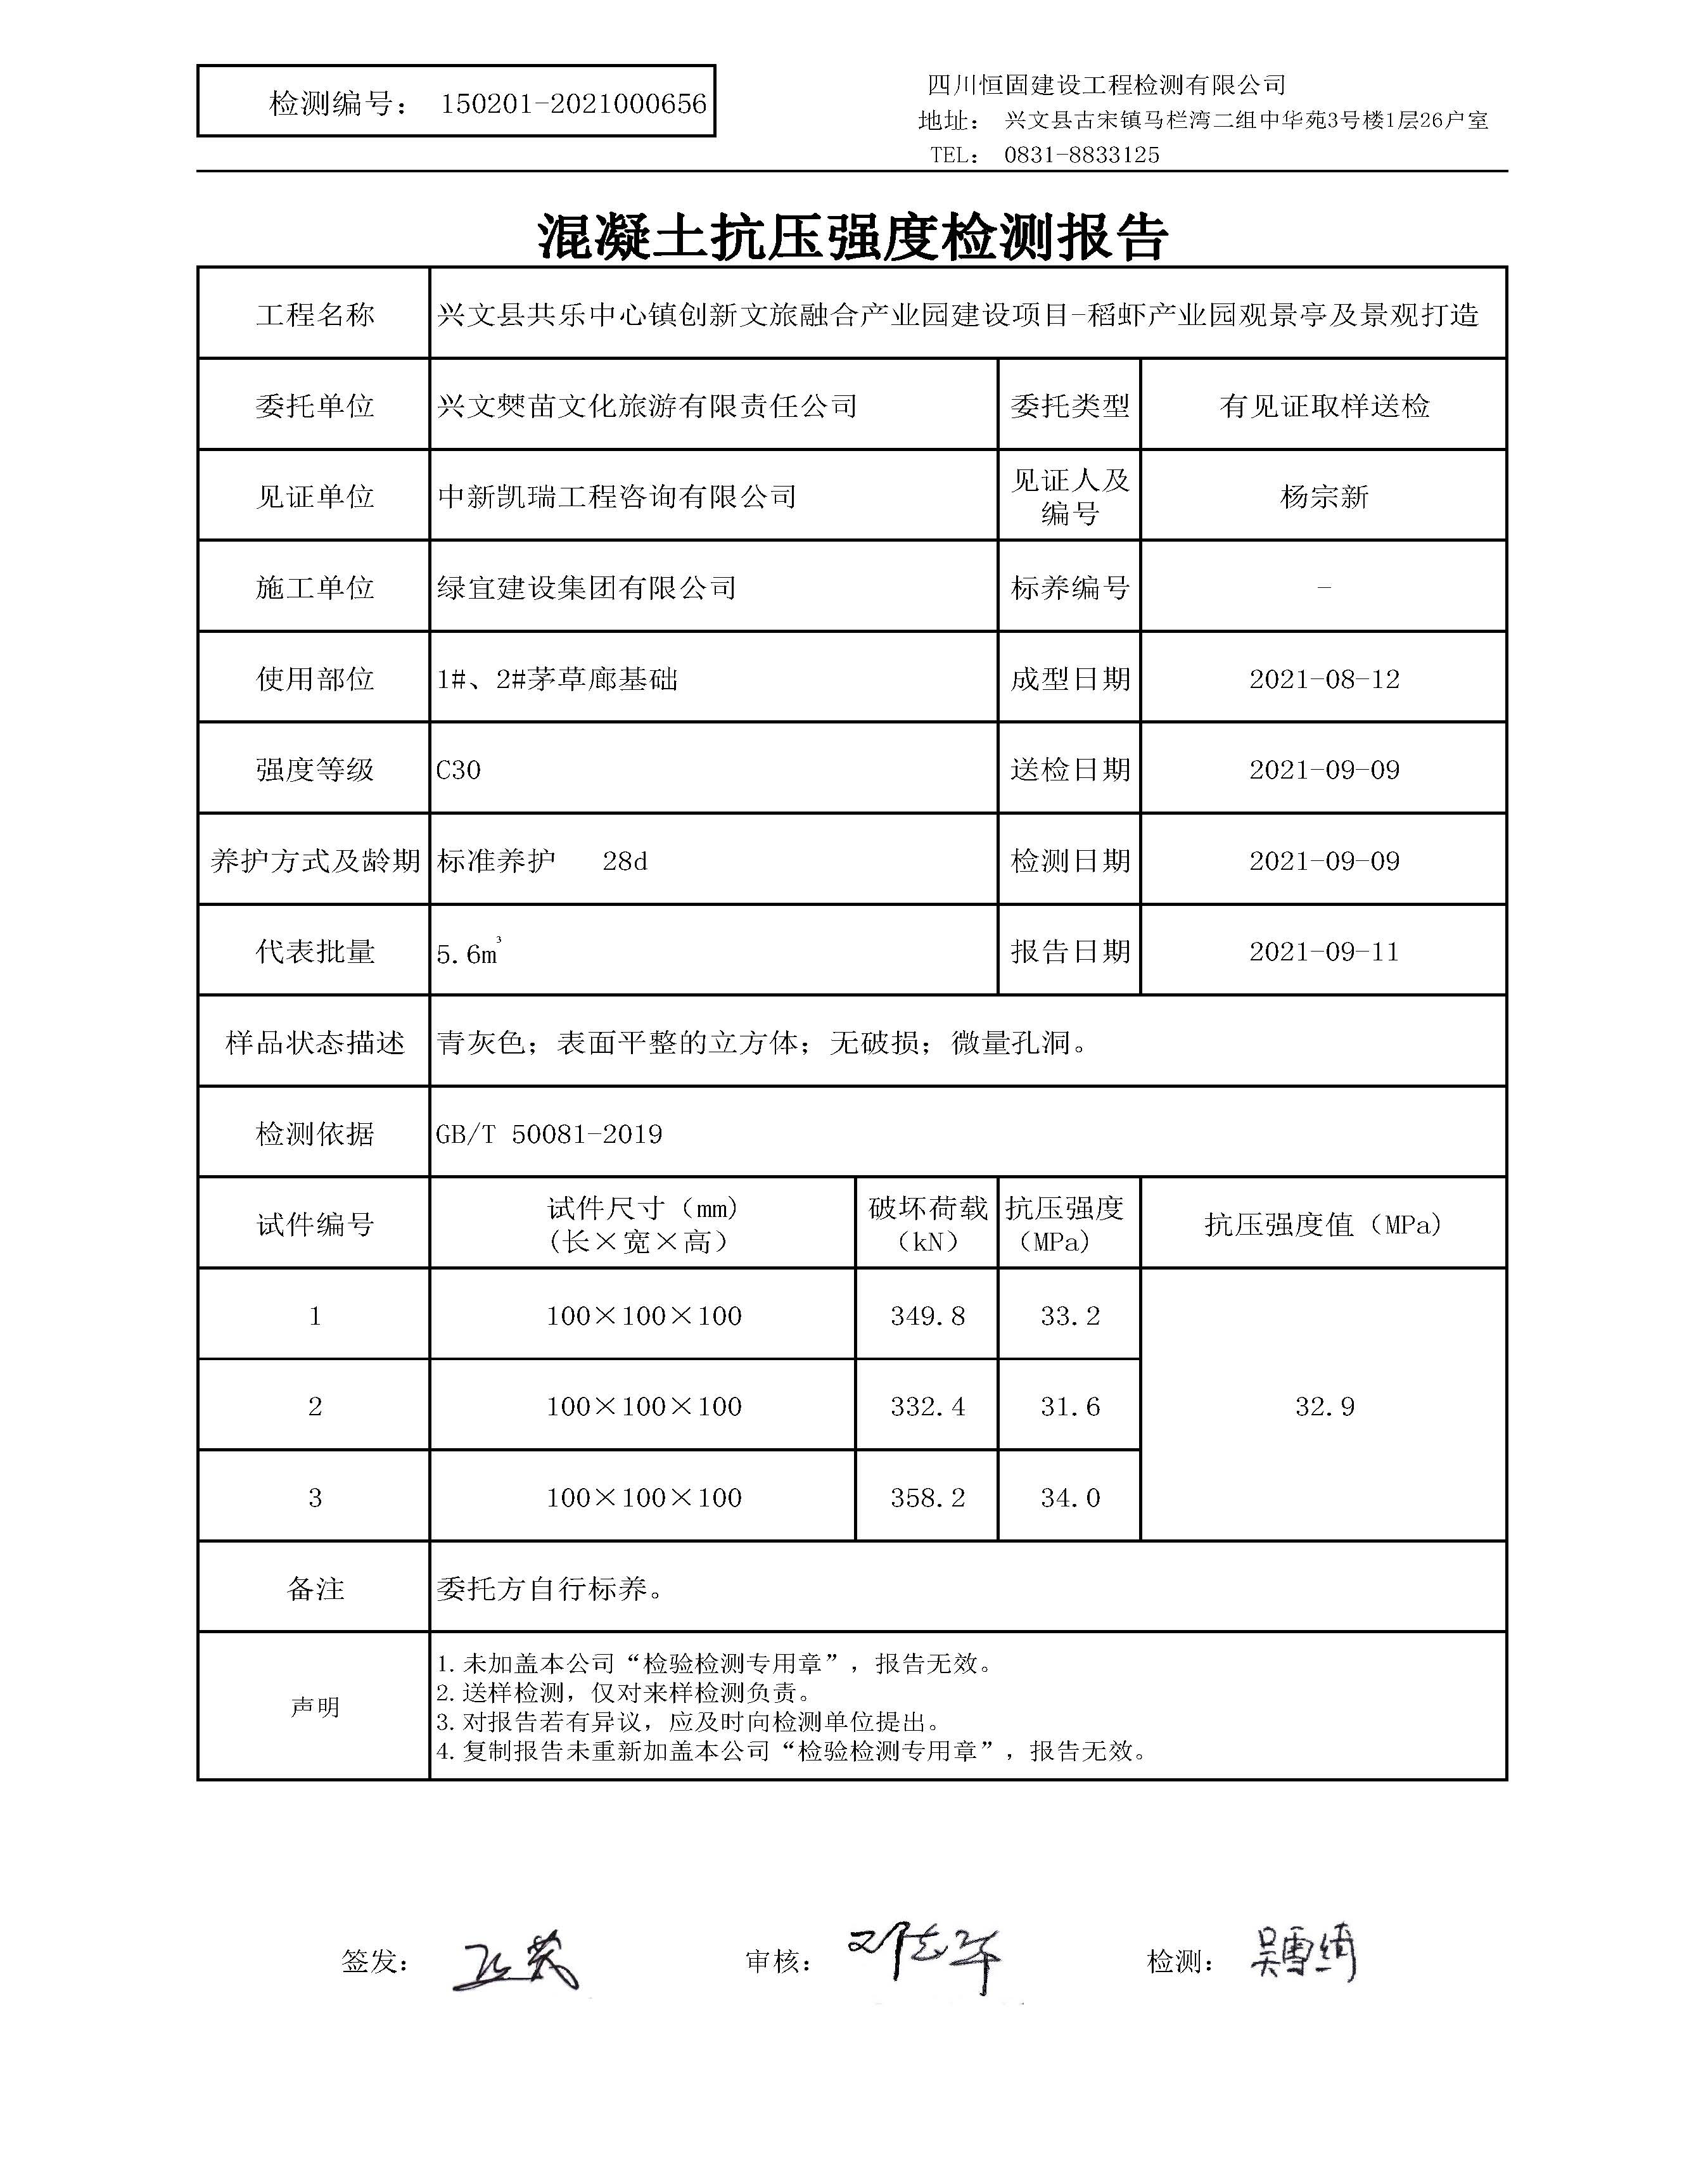 检测编号： 150201-2021000656
四川恒固建设工程检测有限公司
地址： 兴文县古宋镇马栏湾二组中华苑3号楼1层26户室
TEL： 0831-8833125
混凝土抗压强度检测报告
工程名称 兴文县共乐中心镇创新文旅融合产业园建设项目-稻虾产业园观景亭及景观打造
委托单位 兴文僰苗文化旅游有限责任公司 委托类型 有见证取样送检
见证单位 中新凯瑞工程咨询有限公司 见证人及编号 杨宗新
施工单位 绿宜建设集团有限公司 标养编号 -
使用部位 1#、2#茅草廊基础 成型日期 2021-08-12
强度等级 C30 送检日期 2021-09-09
养护方式及龄期 标准养护 28d 检测日期 2021-09-09
代表批量 5.6m³ 报告日期 2021-09-11
样品状态描述 青灰色；表面平整的立方体；无破损；微量孔洞。
检测依据 GB/T 50081-2019
试件编号 试件尺寸（mm）（长×宽×高） 破坏荷载（kN） 抗压强度（MPa） 抗压强度值（MPa）
1 100×100×100 349.8 33.2
2 100×100×100 332.4 31.6 32.9
3 100×100×100 358.2 34.0
备注 委托方自行标养。
声明
1.未加盖本公司“检验检测专用章”，报告无效。
2.送样检测，仅对来样检测负责。
3.对报告若有异议，应及时向检测单位提出。
4.复制报告未重新加盖本公司“检验检测专用章”，报告无效。
签发： 审核： 检测： 吴雪绮